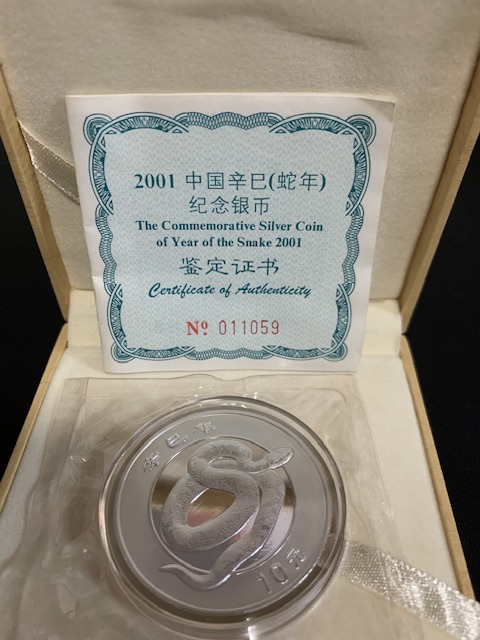 2001 中国辛巳(蛇年)
纪念银币
The Commemorative Silver Coin
of Year of the Snake 2001
鉴定证书
Certificate of Authenticity
No. 011059
辛巳年
10元